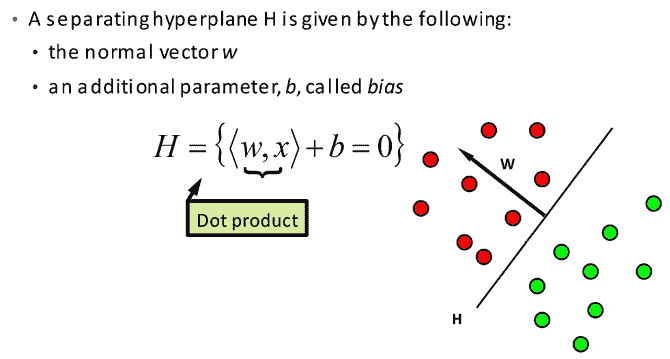 • A separating hyperplane H is given by the following:
• the normal vector w
• an additional parameter, b, called bias
H = {⟨w, x⟩ + b = 0}
Dot product
W
H